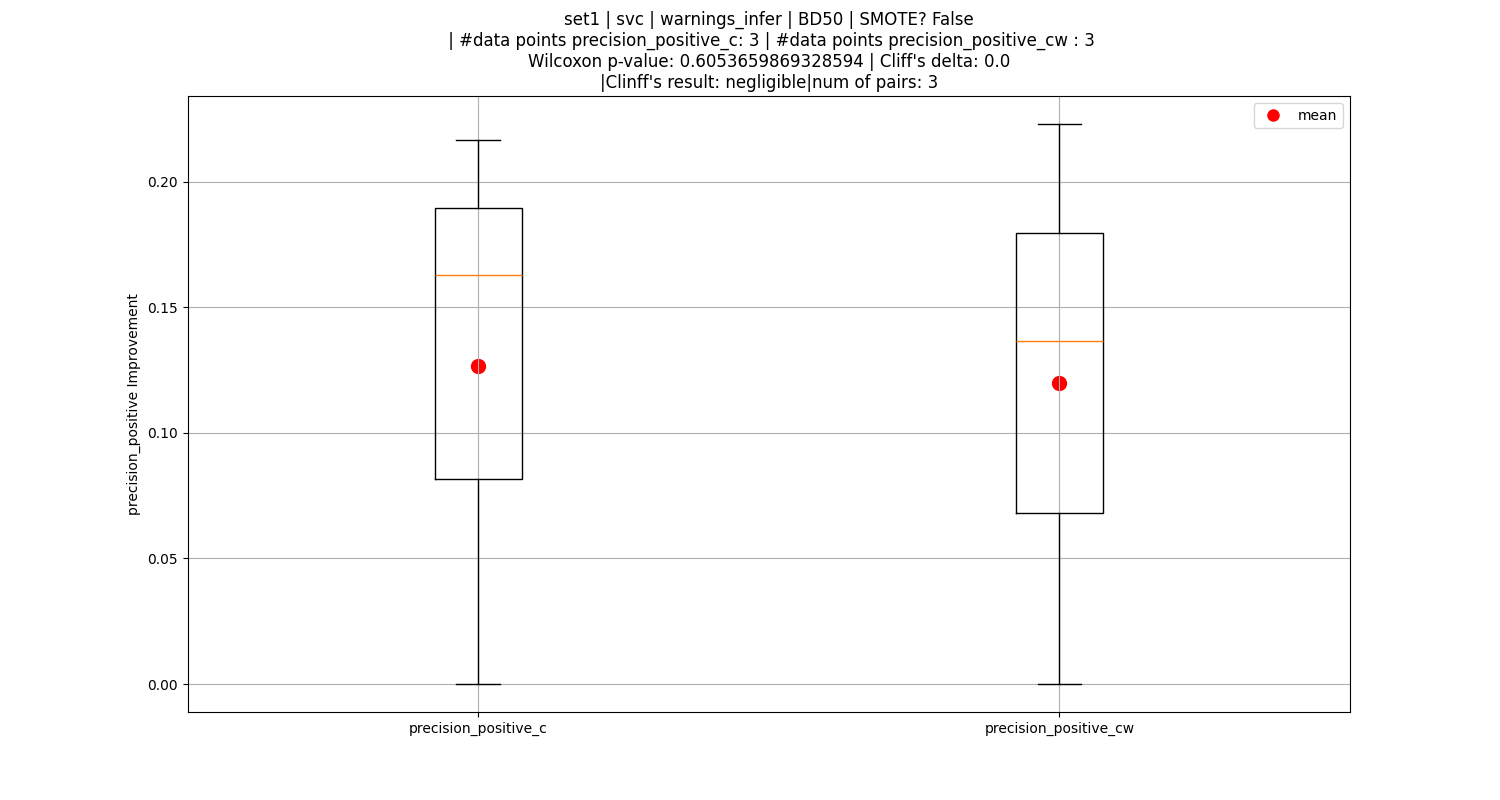 set1 | svc | warnings_infer | BD50 | SMOTE? False
| #data points precision_positive_c: 3 | #data points precision_positive_cw : 3
Wilcoxon p-value: 0.6053659869328594 | Cliff's delta: 0.0
|Clinff's result: negligible|num of pairs: 3
mean
precision_positive Improvement
0.20
0.15
0.10
0.05
0.00
precision_positive_c
precision_positive_cw